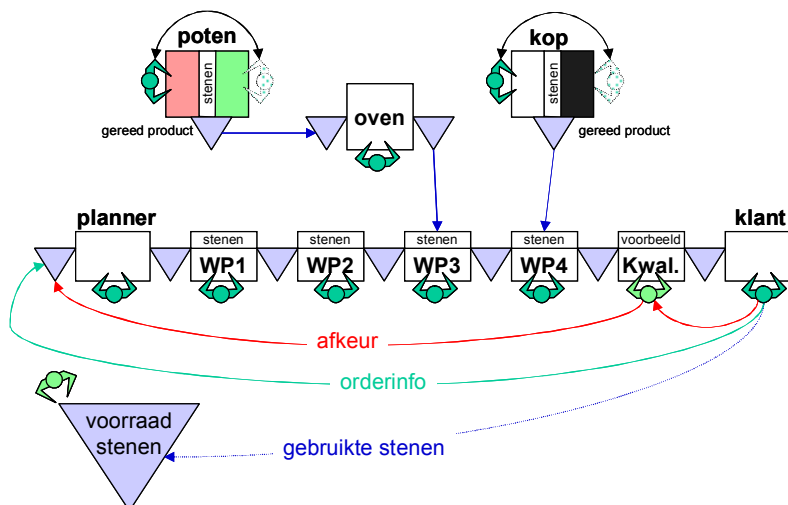 poten
kop
stenen
stenen
gereed product
oven
gereed product
planner
klant
stenen
stenen
stenen
stenen
voorbeeld
WP1
WP2
WP3
WP4
Kwal.
afkeur
orderinfo
voorraad
stenen
gebruikte stenen